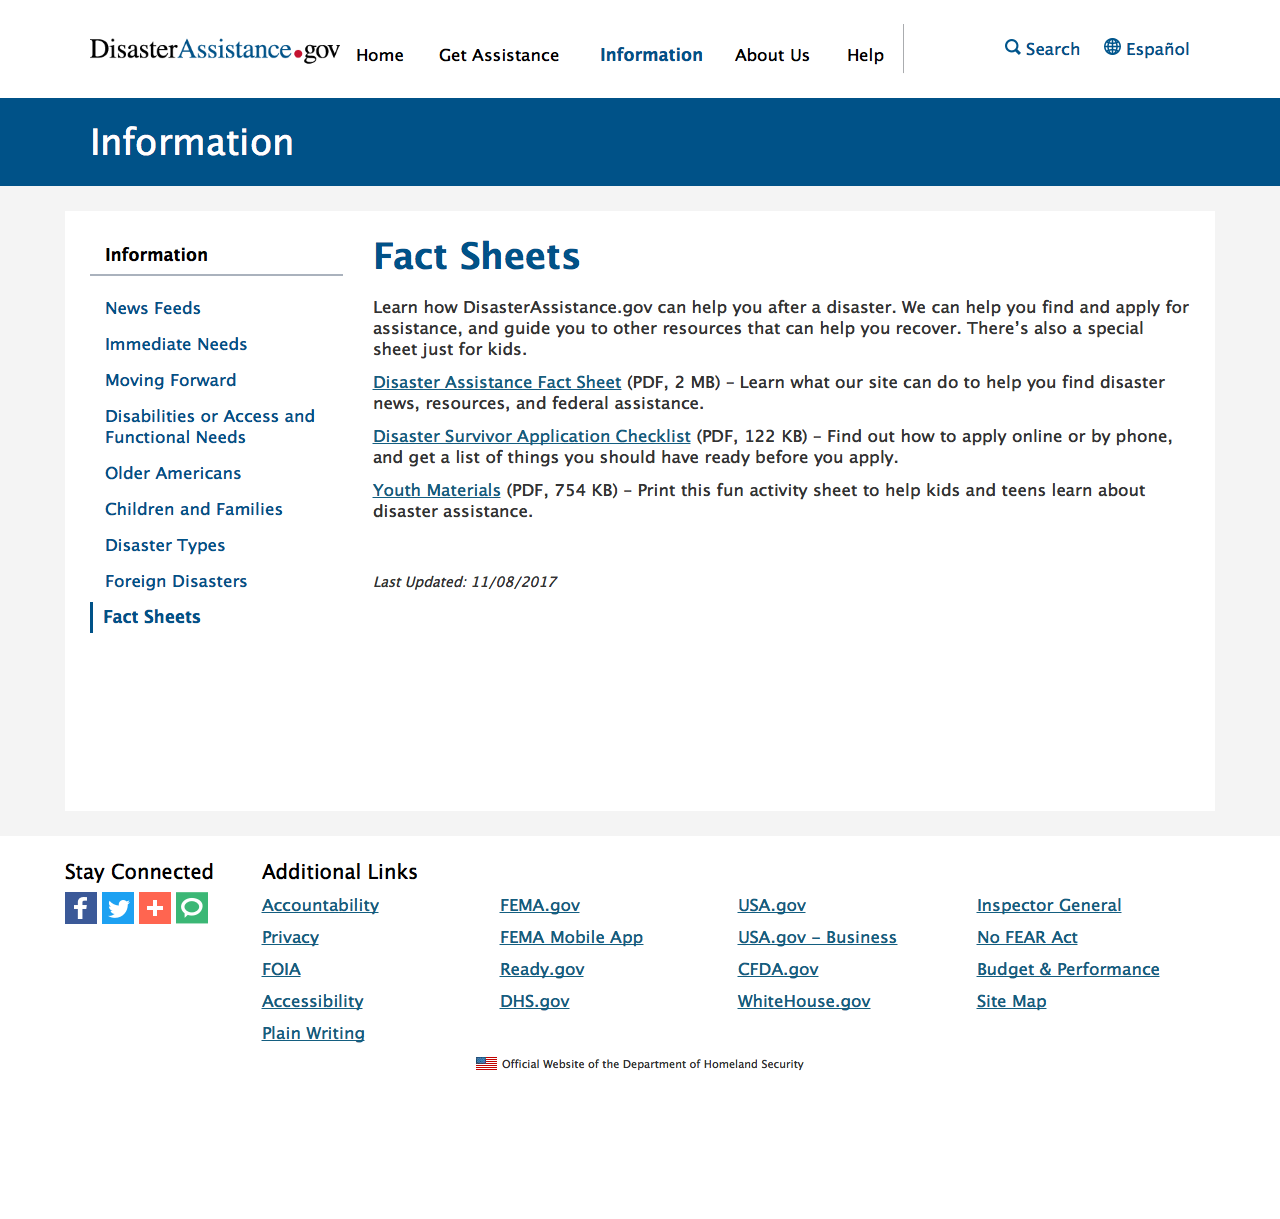 DisasterAssistance.gov Home Get Assistance Information About Us Help Search Español
Information
Information
News Feeds
Immediate Needs
Moving Forward
Disabilities or Access and
Functional Needs
Older Americans
Children and Families
Disaster Types
Foreign Disasters
Fact Sheets
Fact Sheets
Learn how DisasterAssistance.gov can help you after a disaster. We can help you find and apply for
assistance, and guide you to other resources that can help you recover. There’s also a special
sheet just for kids.
Disaster Assistance Fact Sheet (PDF, 2 MB) – Learn what our site can do to help you find disaster
news, resources, and federal assistance.
Disaster Survivor Application Checklist (PDF, 122 KB) – Find out how to apply online or by phone,
and get a list of things you should have ready before you apply.
Youth Materials (PDF, 754 KB) – Print this fun activity sheet to help kids and teens learn about
disaster assistance.
Last Updated: 11/08/2017
Stay Connected
Additional Links
Accountability
Privacy
FOIA
Accessibility
Plain Writing
FEMA.gov
FEMA Mobile App
Ready.gov
DHS.gov
USA.gov
USA.gov – Business
CFDA.gov
WhiteHouse.gov
Inspector General
No FEAR Act
Budget & Performance
Site Map
Official Website of the Department of Homeland Security